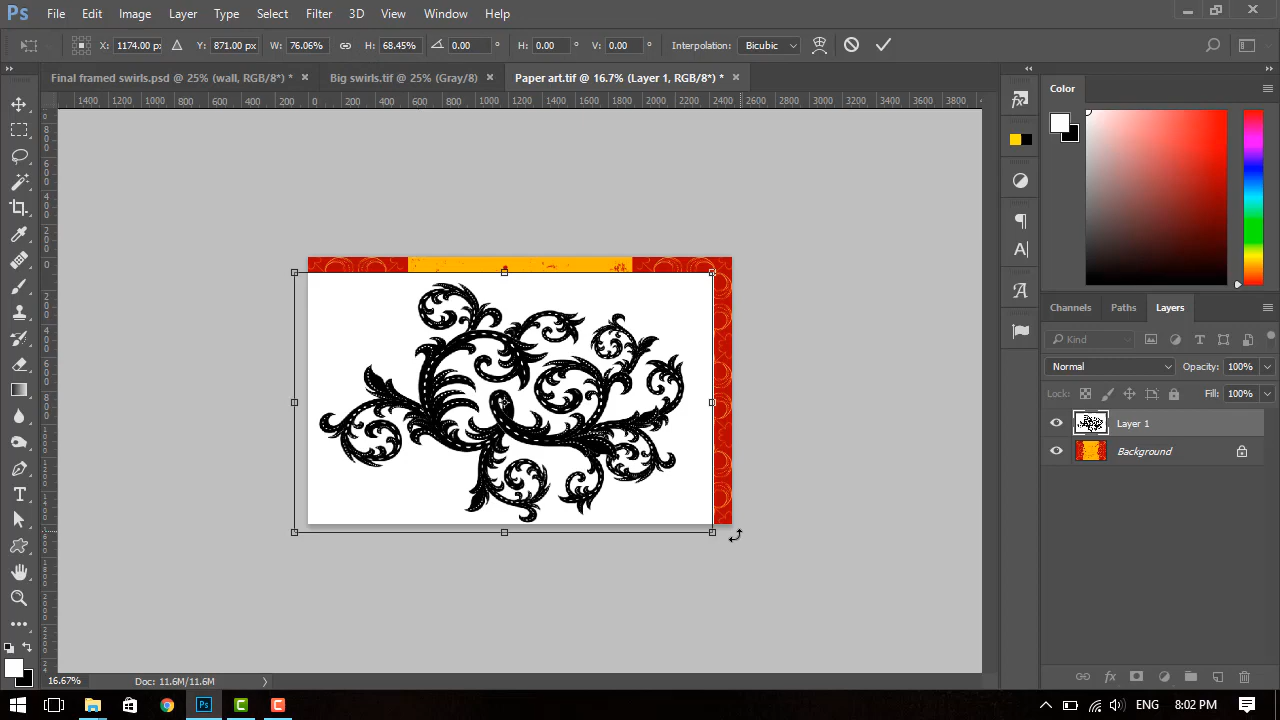 Ps File Edit Image Layer Type Select Filter 3D View Window Help
X: 1174.00 px Y: 871.00 px W: 76.06% H: 68.45% 0.00 ° H: 0.00 ° V: 0.00 ° Interpolation: Bicubic
Final framed swirls.psd @ 25% (wall, RGB/8*) * × Big swirls.tif @ 25% (Gray/8) × Paper art.tif @ 16.7% (Layer 1, RGB/8*) * ×
Color
1400 1200 1000 800 600 400 200 0 200 400 600 800 1000 1200 1400 1600 1800 2000 2200 2400 2600 2800 3000 3200 3400 3600 3800
Channels Paths Layers
Kind
Normal Opacity: 100%
Lock: Fill: 100%
Layer 1
Background
fx
16.67% Doc: 11.6M/11.6M
ENG 8:02 PM